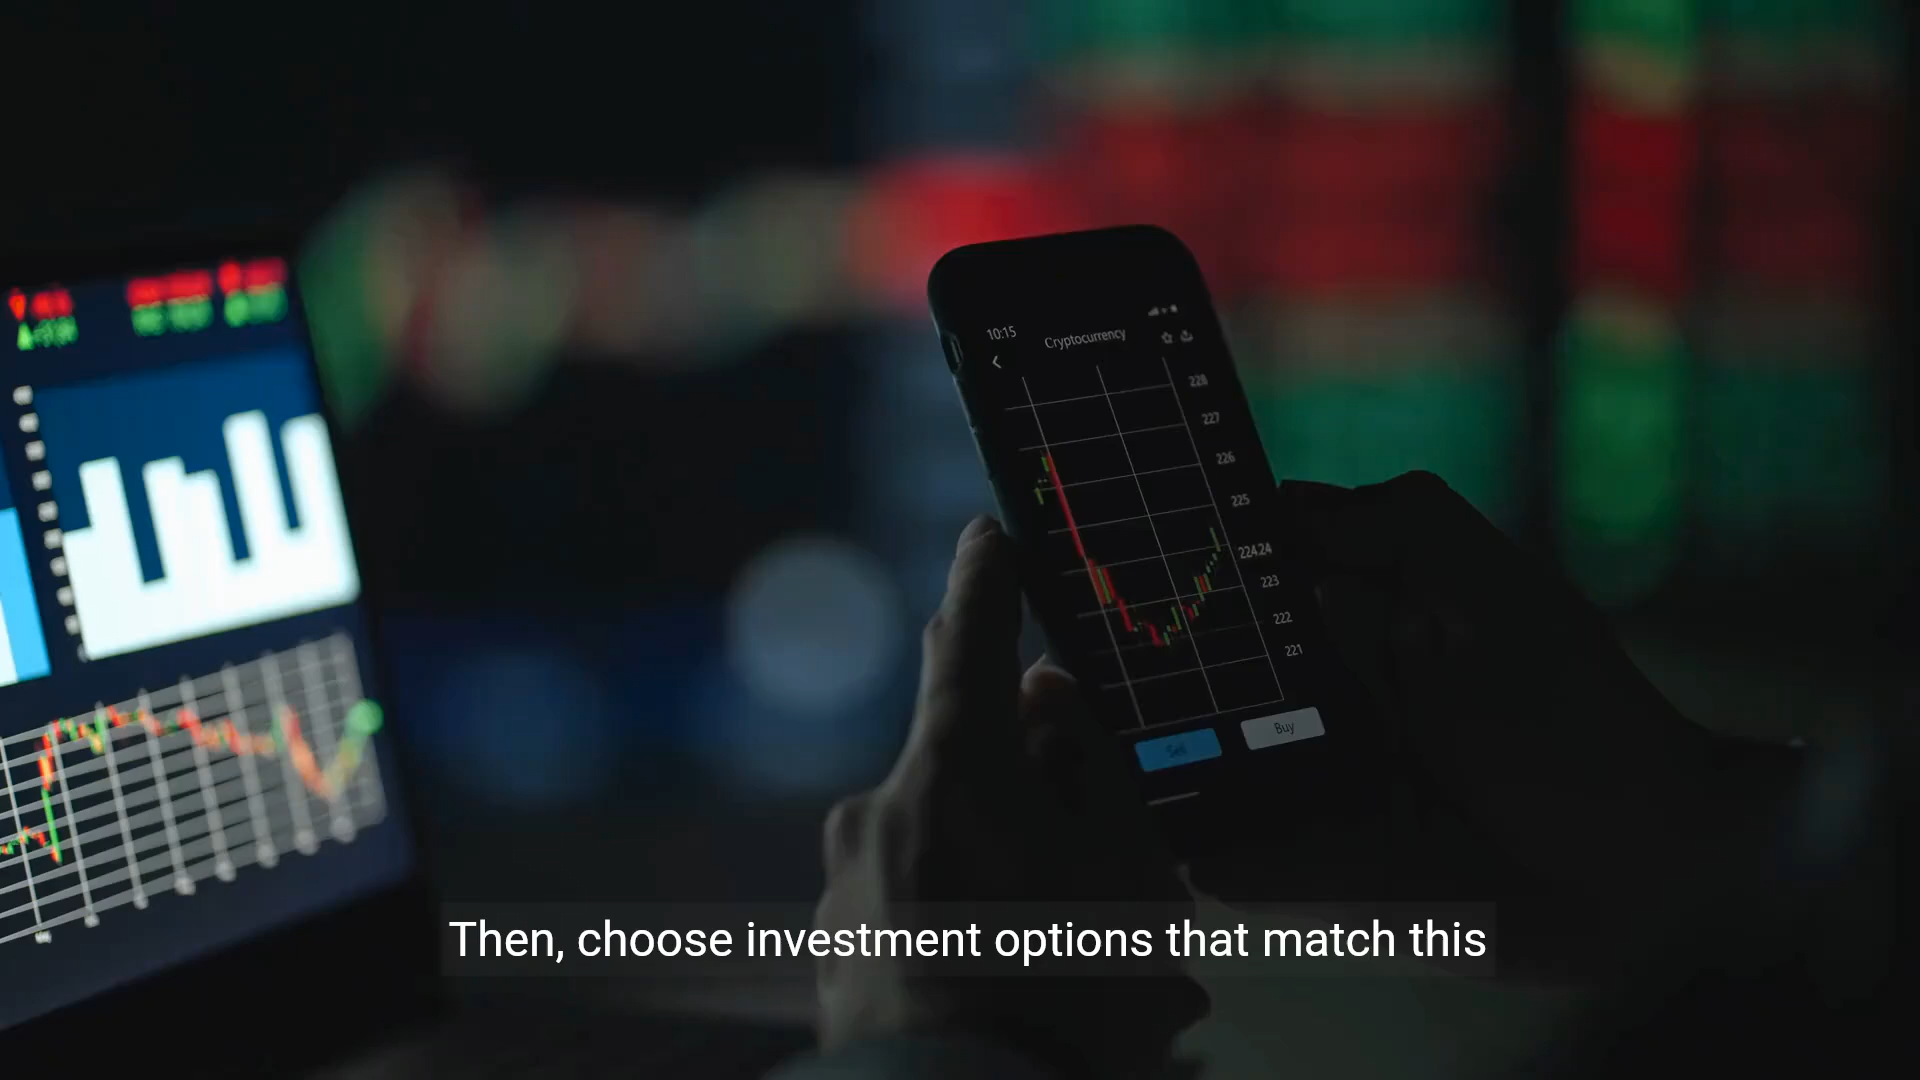 10:15
Cryptocurrency
228
227
226
225
224.24
223
222
221
Sell
Buy
Then, choose investment options that match this